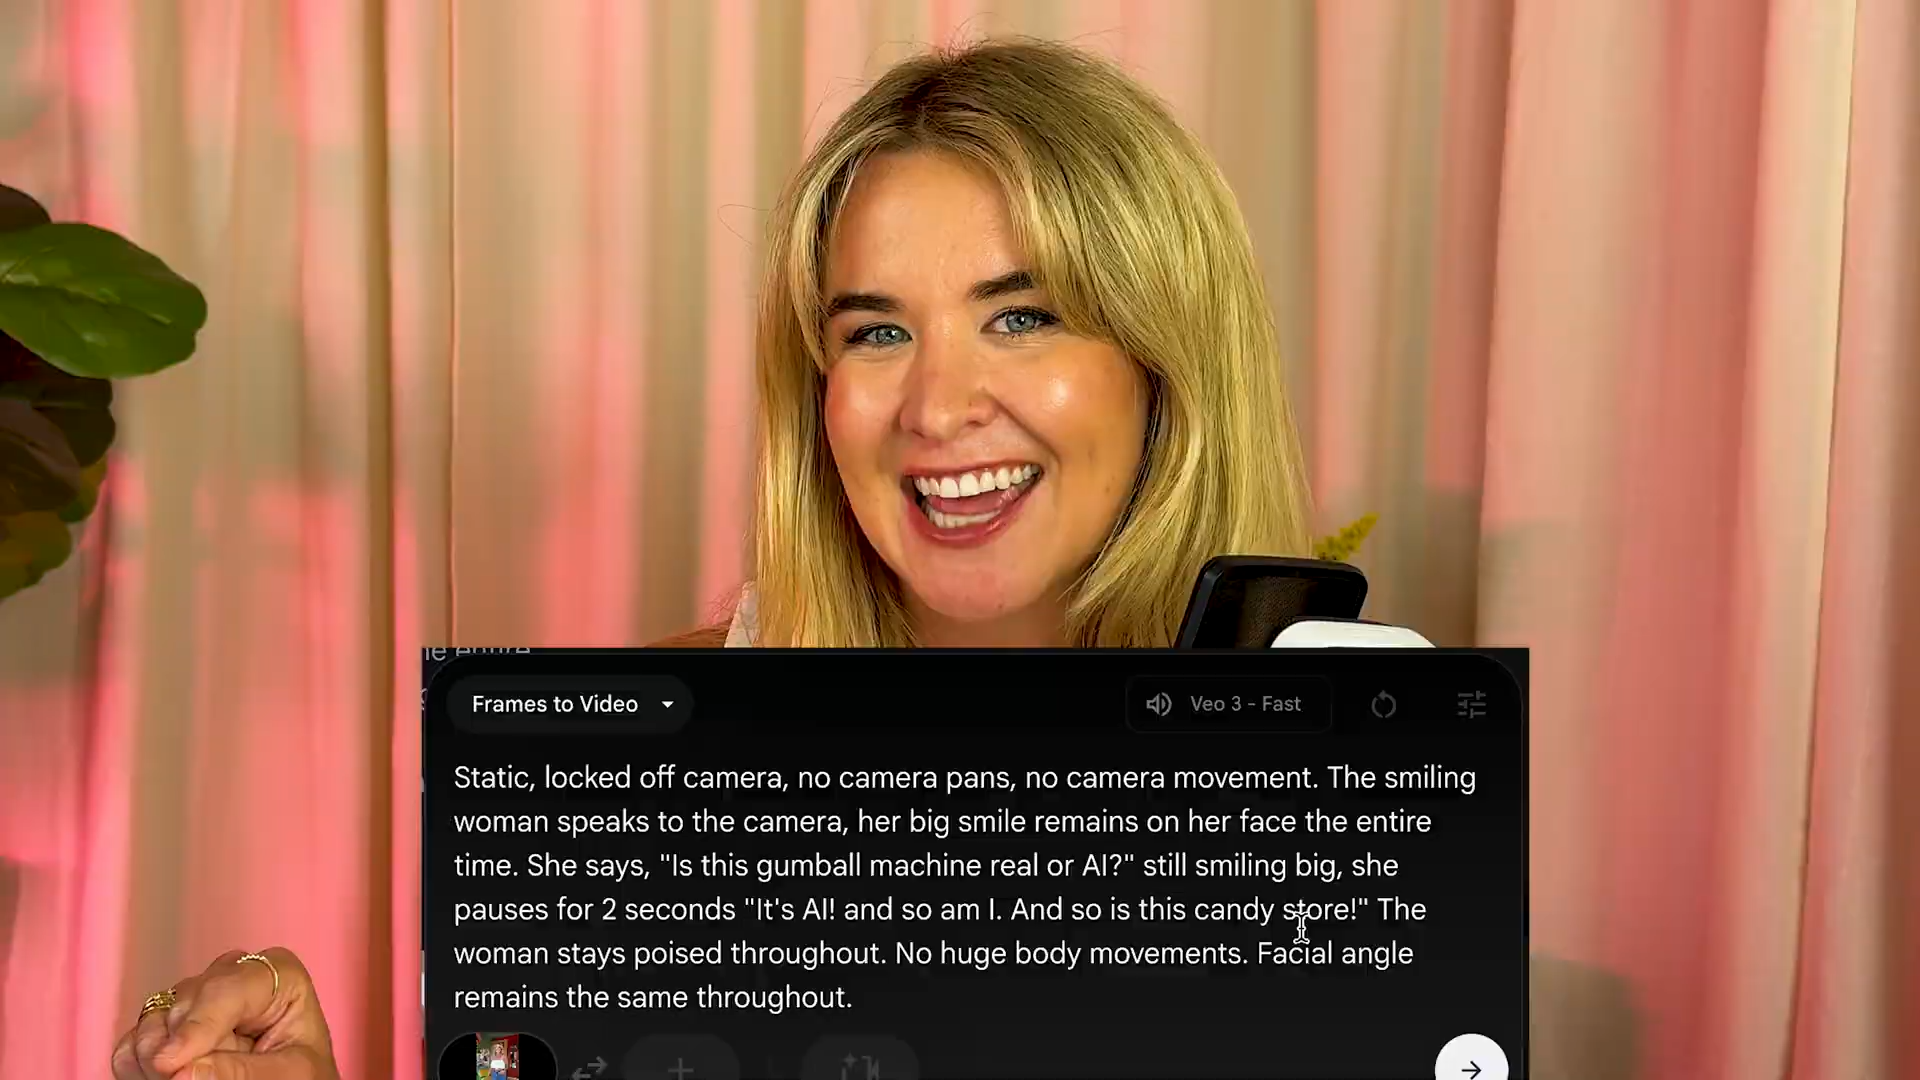 Frames to Video
Veo 3 - Fast
Static, locked off camera, no camera pans, no camera movement. The smiling
woman speaks to the camera, her big smile remains on her face the entire
time. She says, "Is this gumball machine real or AI?" still smiling big, she
pauses for 2 seconds "It's AI! and so am I. And so is this candy store!" The
woman stays poised throughout. No huge body movements. Facial angle
remains the same throughout.